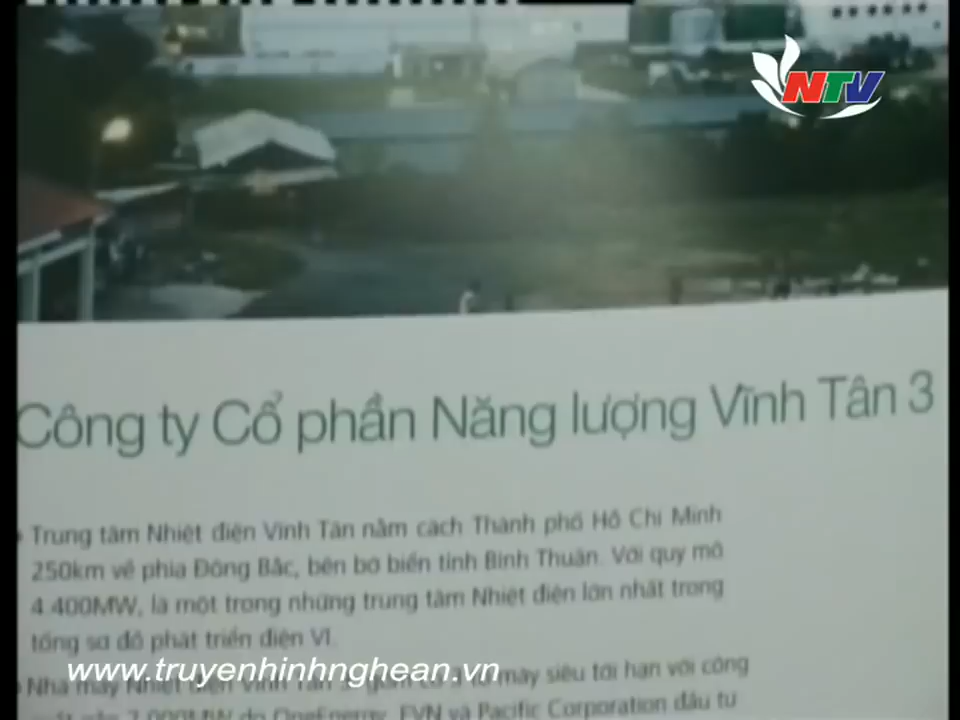 NTV
Công ty Cổ phần Năng lượng Vĩnh Tân 3
Trung tâm Nhiệt điện Vĩnh Tân nằm cách Thành phố Hồ Chí Minh
250km về phía Đông Bắc, bên bờ biển tỉnh Bình Thuận. Với quy mô
4.400MW, là một trong những trung tâm Nhiệt điện lớn nhất trong
tổng sơ đồ phát triển điện VI.
www.truyenhinhnghean.vn
Nhà máy Nhiệt điện Vĩnh Tân máy siêu tới hạn với công
2.000MW do OneEnergy, EVN và Pacific Corporation đầu tư